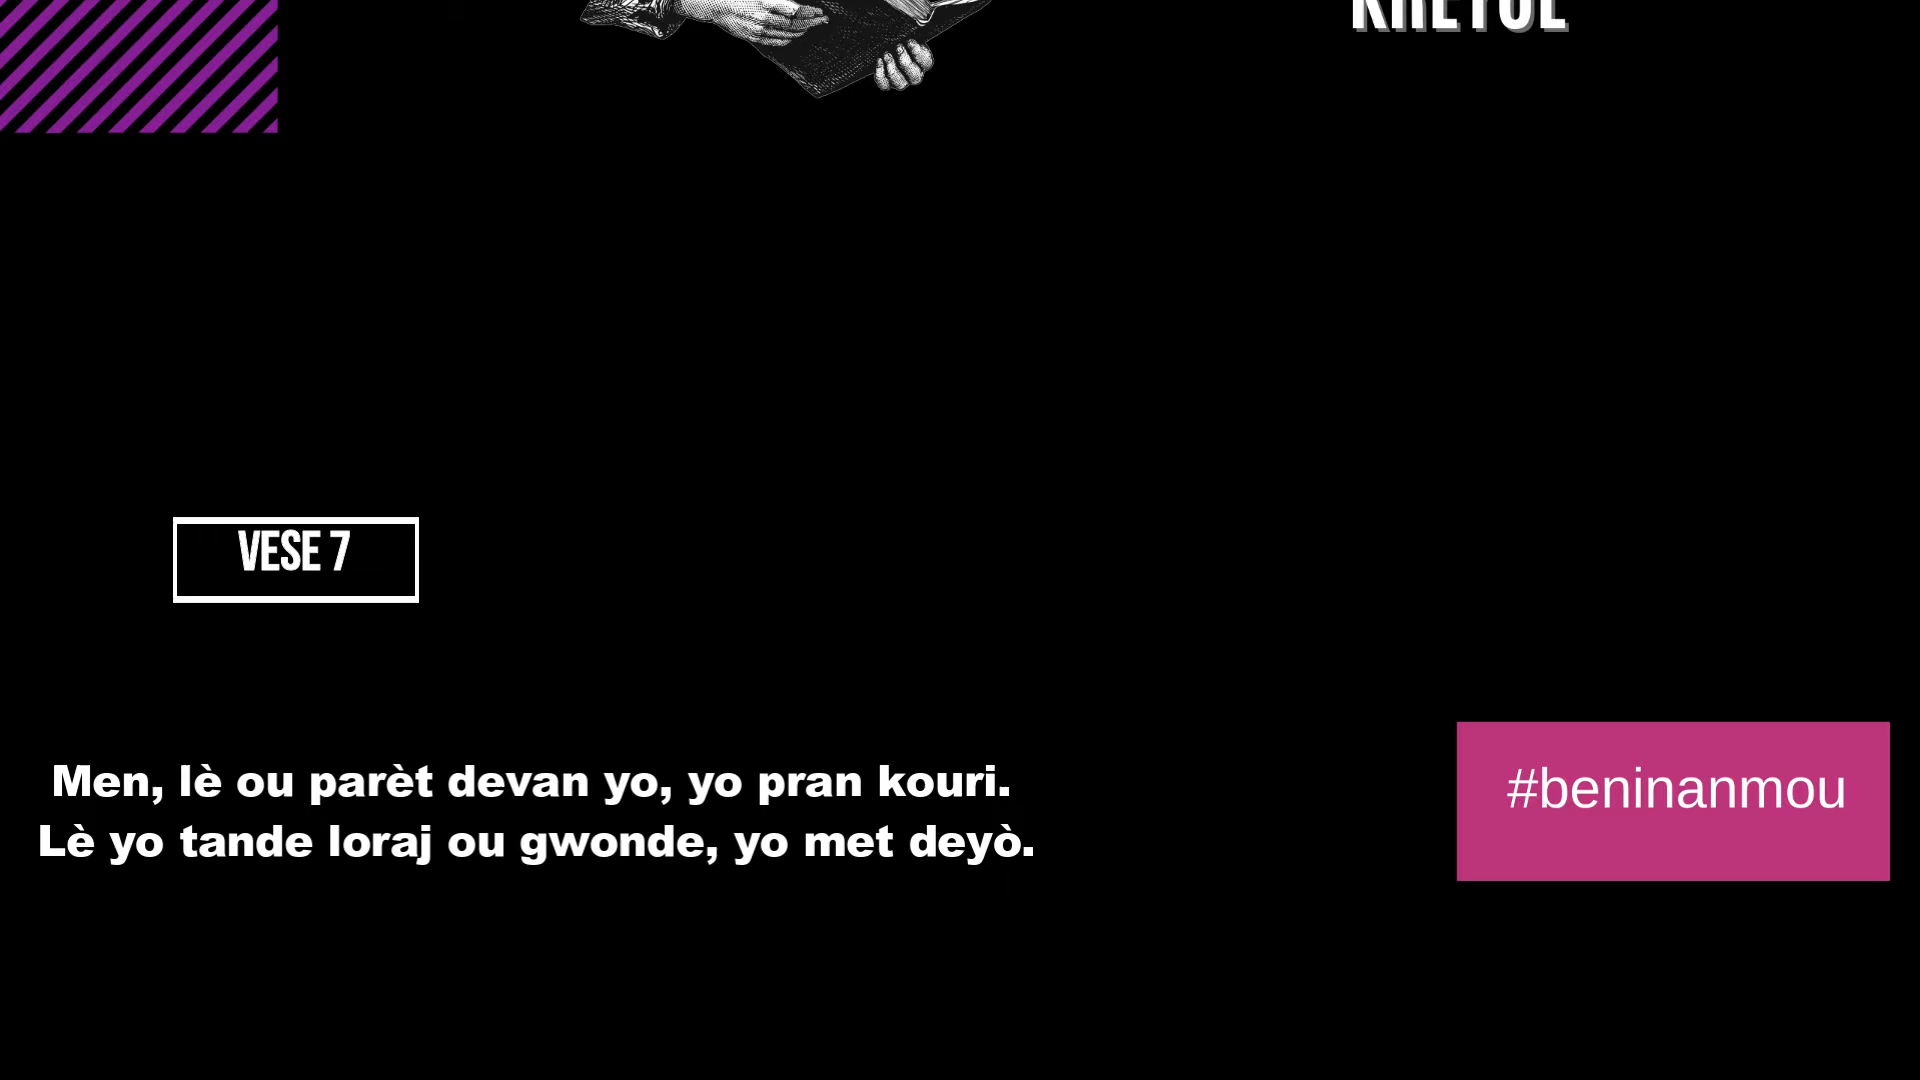 KREYOL
VESE 7
Men, lè ou parèt devan yo, yo pran kouri.
Lè yo tande loraj ou gwonde, yo met deyò.
#beninanmou